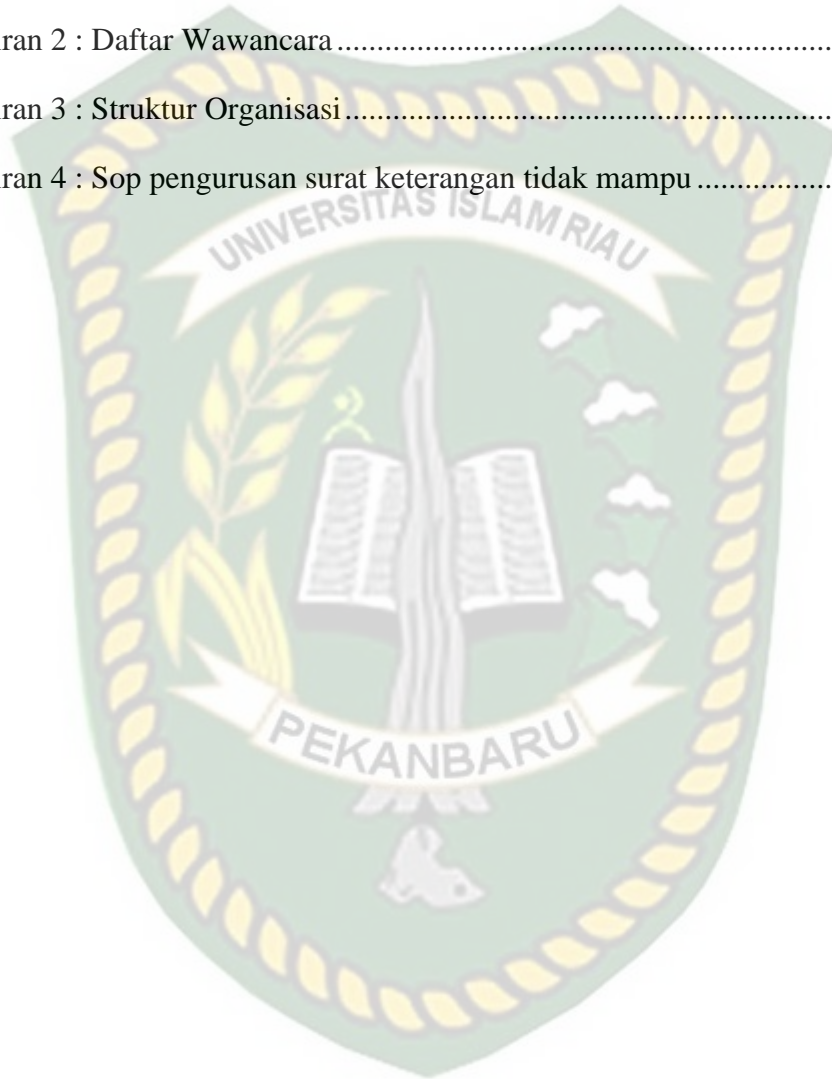 ran 2 : Daftar Wawancara
ran 3 : Struktur Organisasi
ran 4 : Sop pengurusan surat keterangan tidak mampu
UNIVERSITAS ISLAM RIAU
PEKANBARU